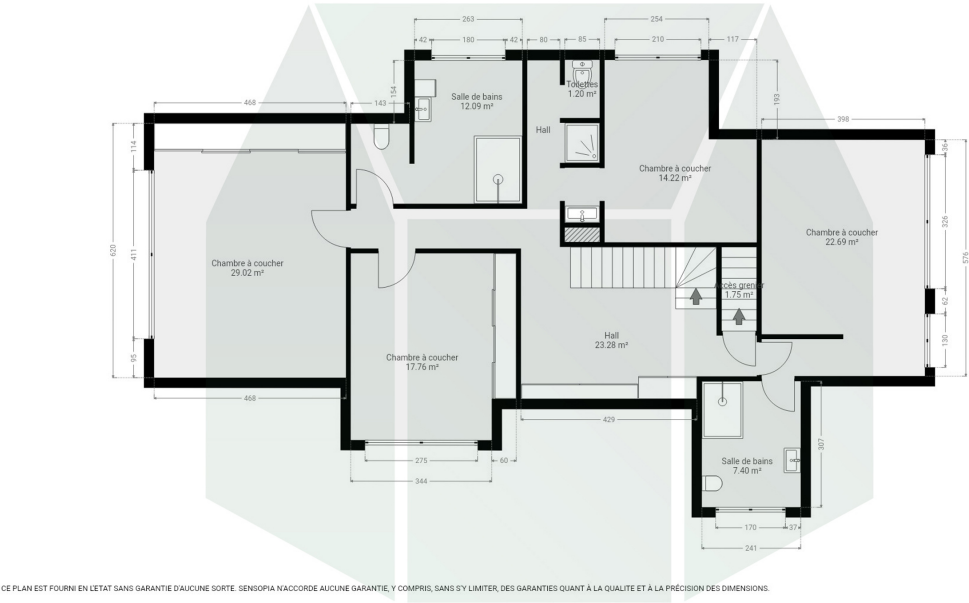 263
254
42
180
42
80
85
210
117
468
143
154
Salle de bains
12.09 m²
Toilettes
1.20 m²
193
398
114
Hall
36
Chambre à coucher
14.22 m²
620
411
Chambre à coucher
29.02 m²
Chambre à coucher
22.69 m²
326
576
Accès grenier
1.75 m²
62
Hall
23.28 m²
130
95
Chambre à coucher
17.76 m²
468
429
275
60
344
307
Salle de bains
7.40 m²
170
37
241
CE PLAN EST FOURNI EN L'ETAT SANS GARANTIE D'AUCUNE SORTE. SENSOPIA N'ACCORDE AUCUNE GARANTIE, Y COMPRIS, SANS S'Y LIMITER, DES GARANTIES QUANT À LA QUALITE ET À LA PRÉCISION DES DIMENSIONS.